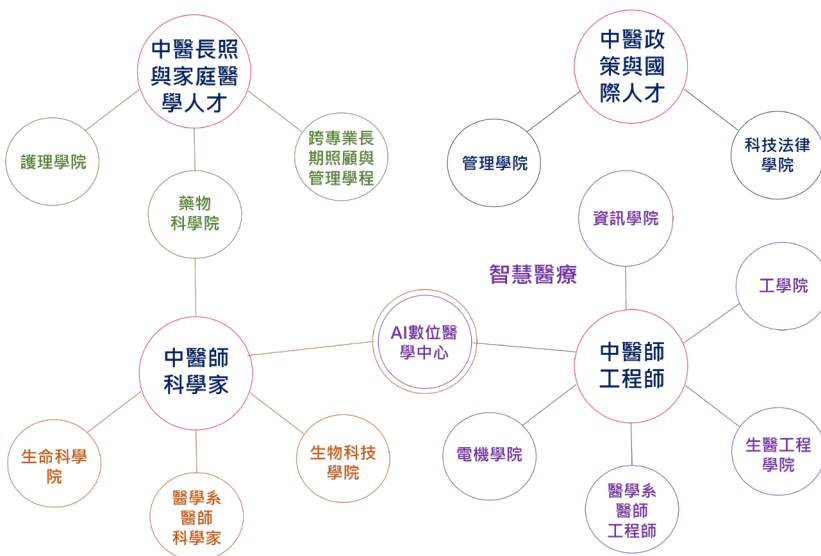 中醫長照
與家庭醫
學人才
中醫政
策與國
際人才
護理學院
跨專業長
期照顧與
管理學程
管理學院
科技法律
學院
藥物
科學院
資訊學院
智慧醫療
工學院
AI數位醫
學中心
中醫師
科學家
中醫師
工程師
生命科學
院
生物科技
學院
電機學院
生醫工程
學院
醫學系
醫師
科學家
醫學系
醫師
工程師